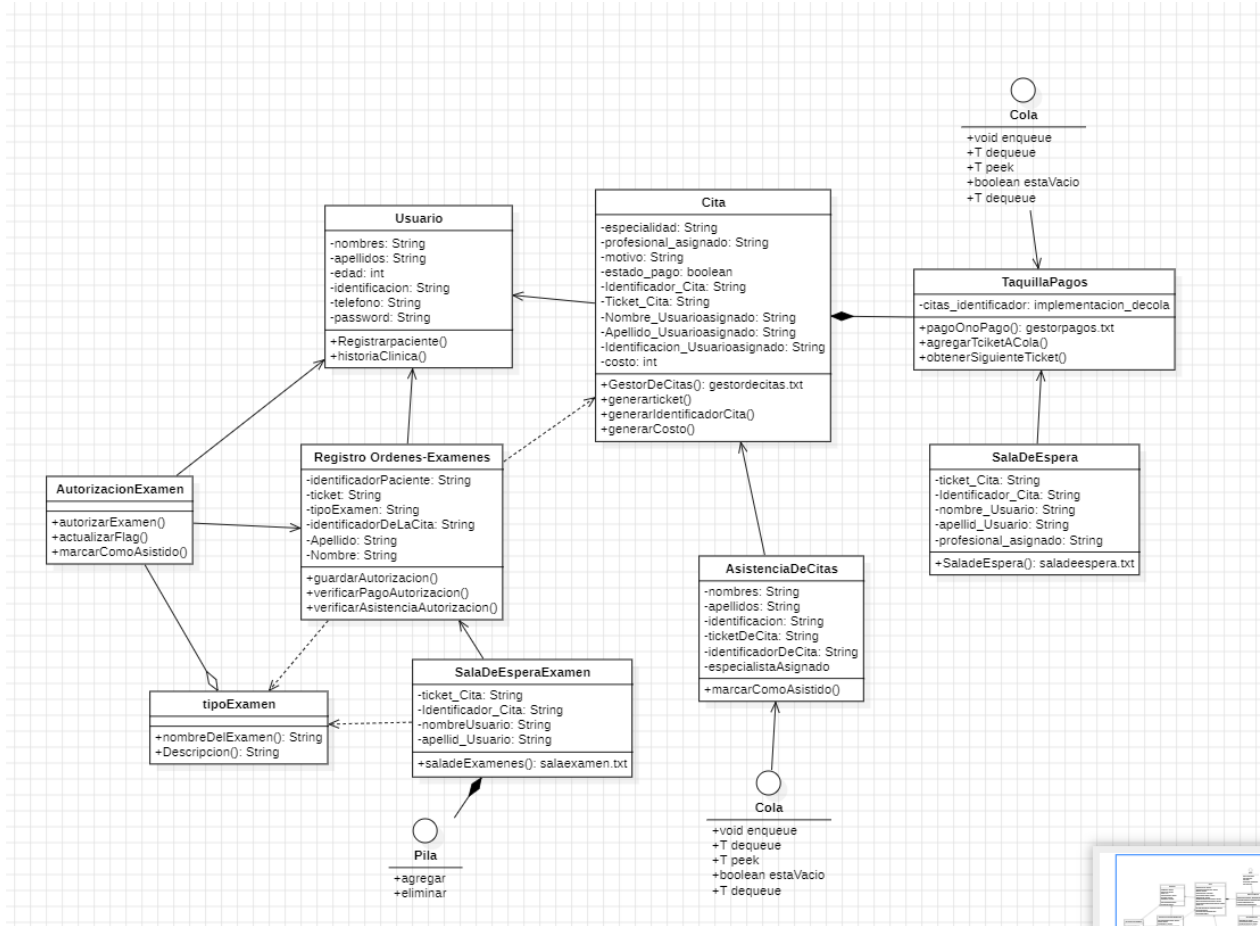 Cola
+void enqueue
+T dequeue
+T peek
+boolean estaVacio
+T dequeue
Usuario
-nombres: String
-apellidos: String
-edad: int
-identificacion: String
-telefono: String
-password: String
+Registrarpaciente()
+historiaClinica()
Cita
-especialidad: String
-profesional_asignado: String
-motivo: String
-estado_pago: boolean
-Identificador_Cita: String
-Ticket_Cita: String
-Nombre_Usuarioasignado: String
-Apellido_Usuarioasignado: String
-Identificacion_Usuarioasignado: String
-costo: int
+GestorDeCitas(): gestordecitas.txt
+generarticket()
+generarIdentificadorCita()
+generarCosto()
TaquillaPagos
-citas_identificador: implementacion_decola
+pagoOnoPago(): gestorpagos.txt
+agregarTciketACola()
+obtenerSiguienteTicket()
AutorizacionExamen
+autorizarExamen()
+actualizarFlag()
+marcarComoAsistido()
Registro Ordenes-Examenes
-identificadorPaciente: String
-ticket: String
-tipoExamen: String
-identificadorDeLaCita: String
-Apellido: String
-Nombre: String
+guardarAutorizacion()
+verificarPagoAutorizacion()
+verificarAsistenciaAutorizacion()
SalaDeEspera
-ticket_Cita: String
-Identificador_Cita: String
-nombre_Usuario: String
-apellid_Usuario: String
-profesional_asignado: String
+SaladeEspera(): saladeespera.txt
AsistenciaDeCitas
-nombres: String
-apellidos: String
-identificacion: String
-ticketDeCita: String
-identificadorDeCita: String
-especialistaAsignado
+marcarComoAsistido()
tipoExamen
+nombreDelExamen(): String
+Descripcion(): String
SalaDeEsperaExamen
-ticket_Cita: String
-Identificador_Cita: String
-nombreUsuario: String
-apellid_Usuario: String
+saladeExamenes(): salaexamen.txt
Pila
+agregar
+eliminar
Cola
+void enqueue
+T dequeue
+T peek
+boolean estaVacio
+T dequeue